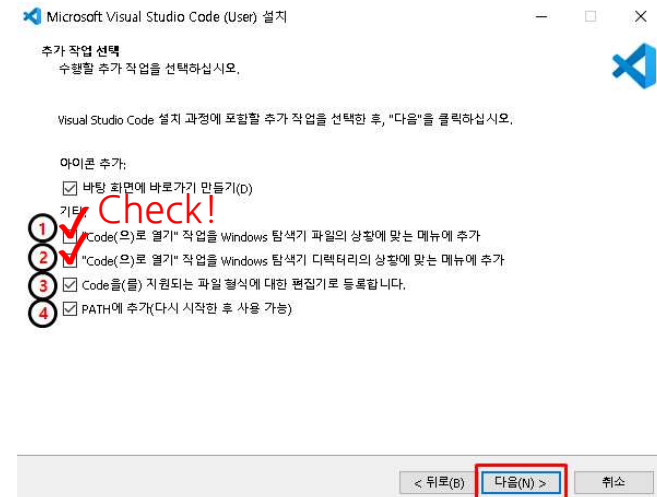 Microsoft Visual Studio Code (User) 설치
추가 작업 선택
수행할 추가 작업을 선택하십시오.
Visual Studio Code 설치 과정에 포함할 추가 작업을 선택한 후, "다음"을 클릭하십시오.
아이콘 추가:
바탕 화면에 바로가기 만들기(D)
기타:
Check!
1 "Code(으)로 열기" 작업을 Windows 탐색기 파일의 상황에 맞는 메뉴에 추가
2 "Code(으)로 열기" 작업을 Windows 탐색기 디렉터리의 상황에 맞는 메뉴에 추가
3 Code을(를) 지원되는 파일 형식에 대한 편집기로 등록합니다.
4 PATH에 추가(다시 시작한 후 사용 가능)
< 뒤로(B) 다음(N) > 취소